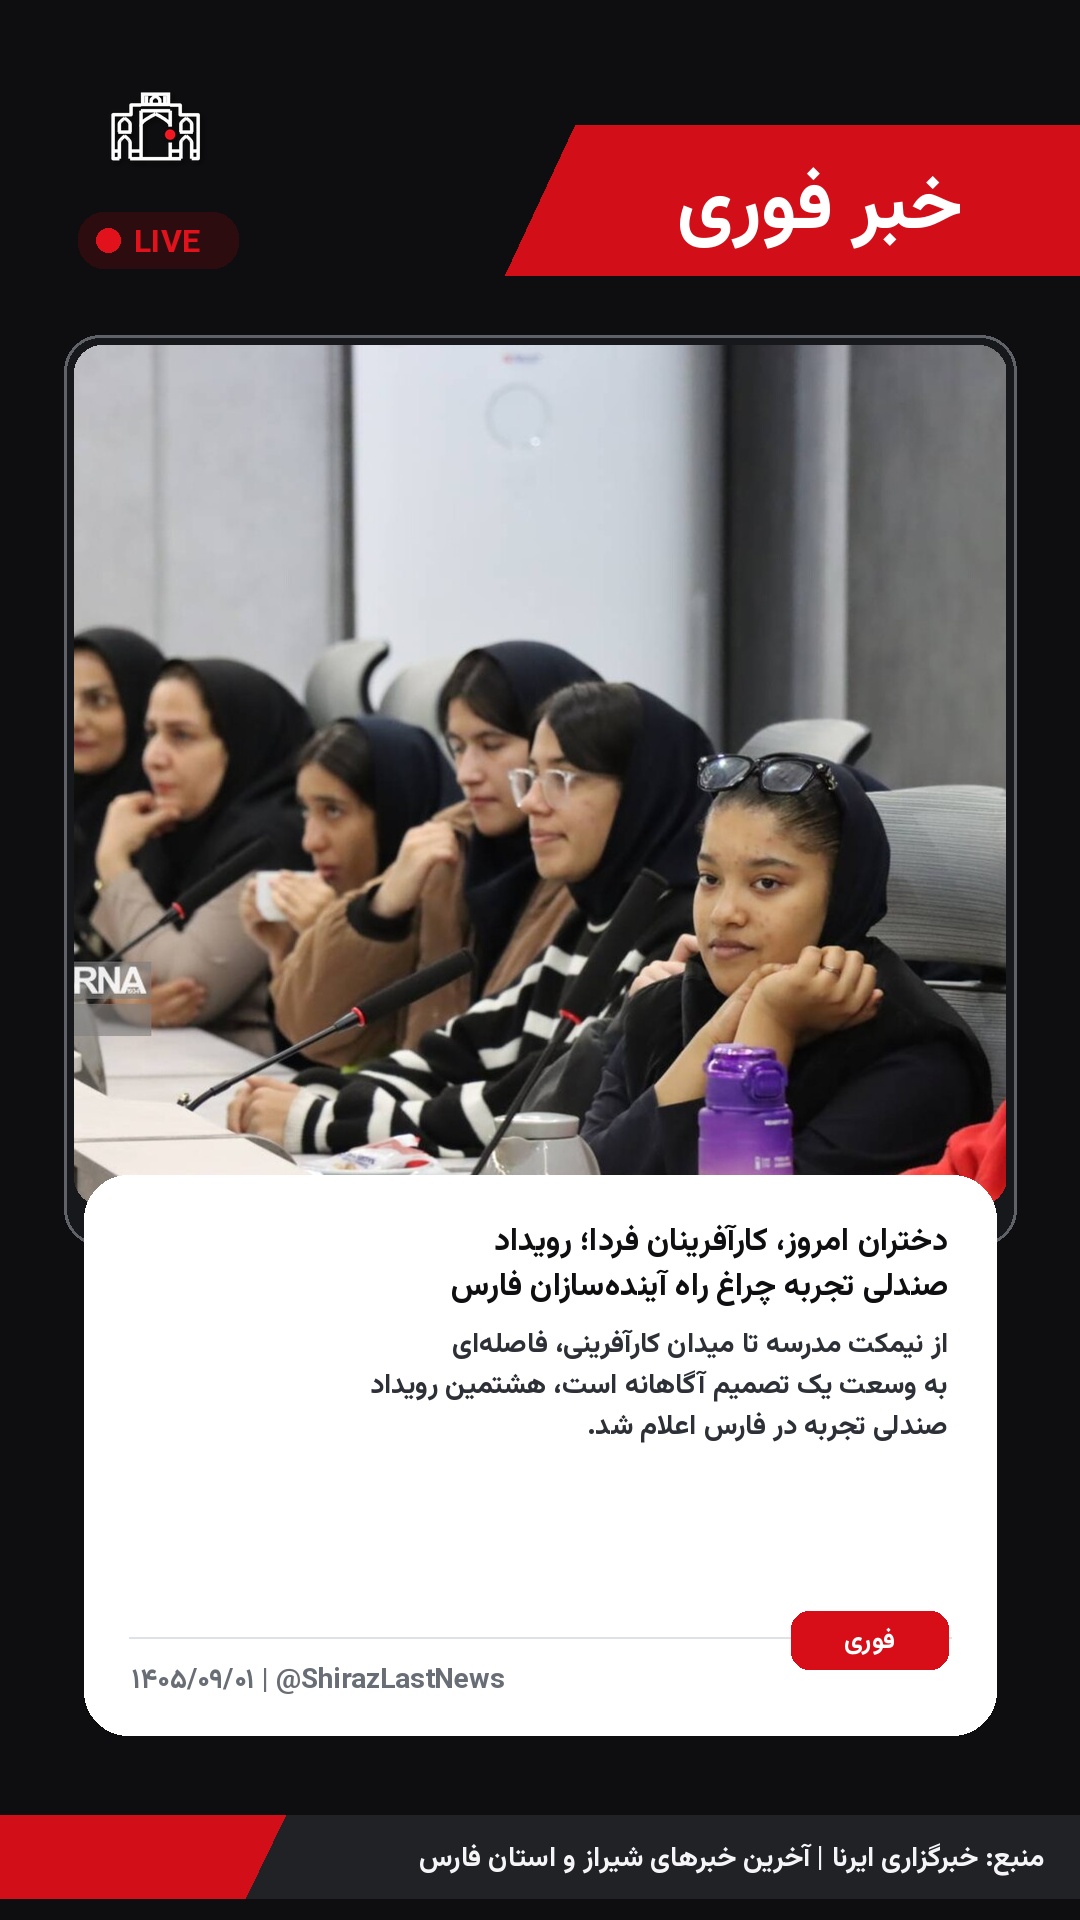 خبر فوری
LIVE
RNA
دختران امروز، کارآفرینان فردا؛ رویداد
صندلی تجربه چراغ راه آینده‌سازان فارس
از نیمکت مدرسه تا میدان کارآفرینی، فاصله‌ای
به وسعت یک تصمیم آگاهانه است، هشتمین رویداد
صندلی تجربه در فارس اعلام شد.
فوری
۱۴۰۵/۰۹/۰۱ | @ShirazLastNews
منبع: خبرگزاری ایرنا | آخرین خبرهای شیراز و استان فارس